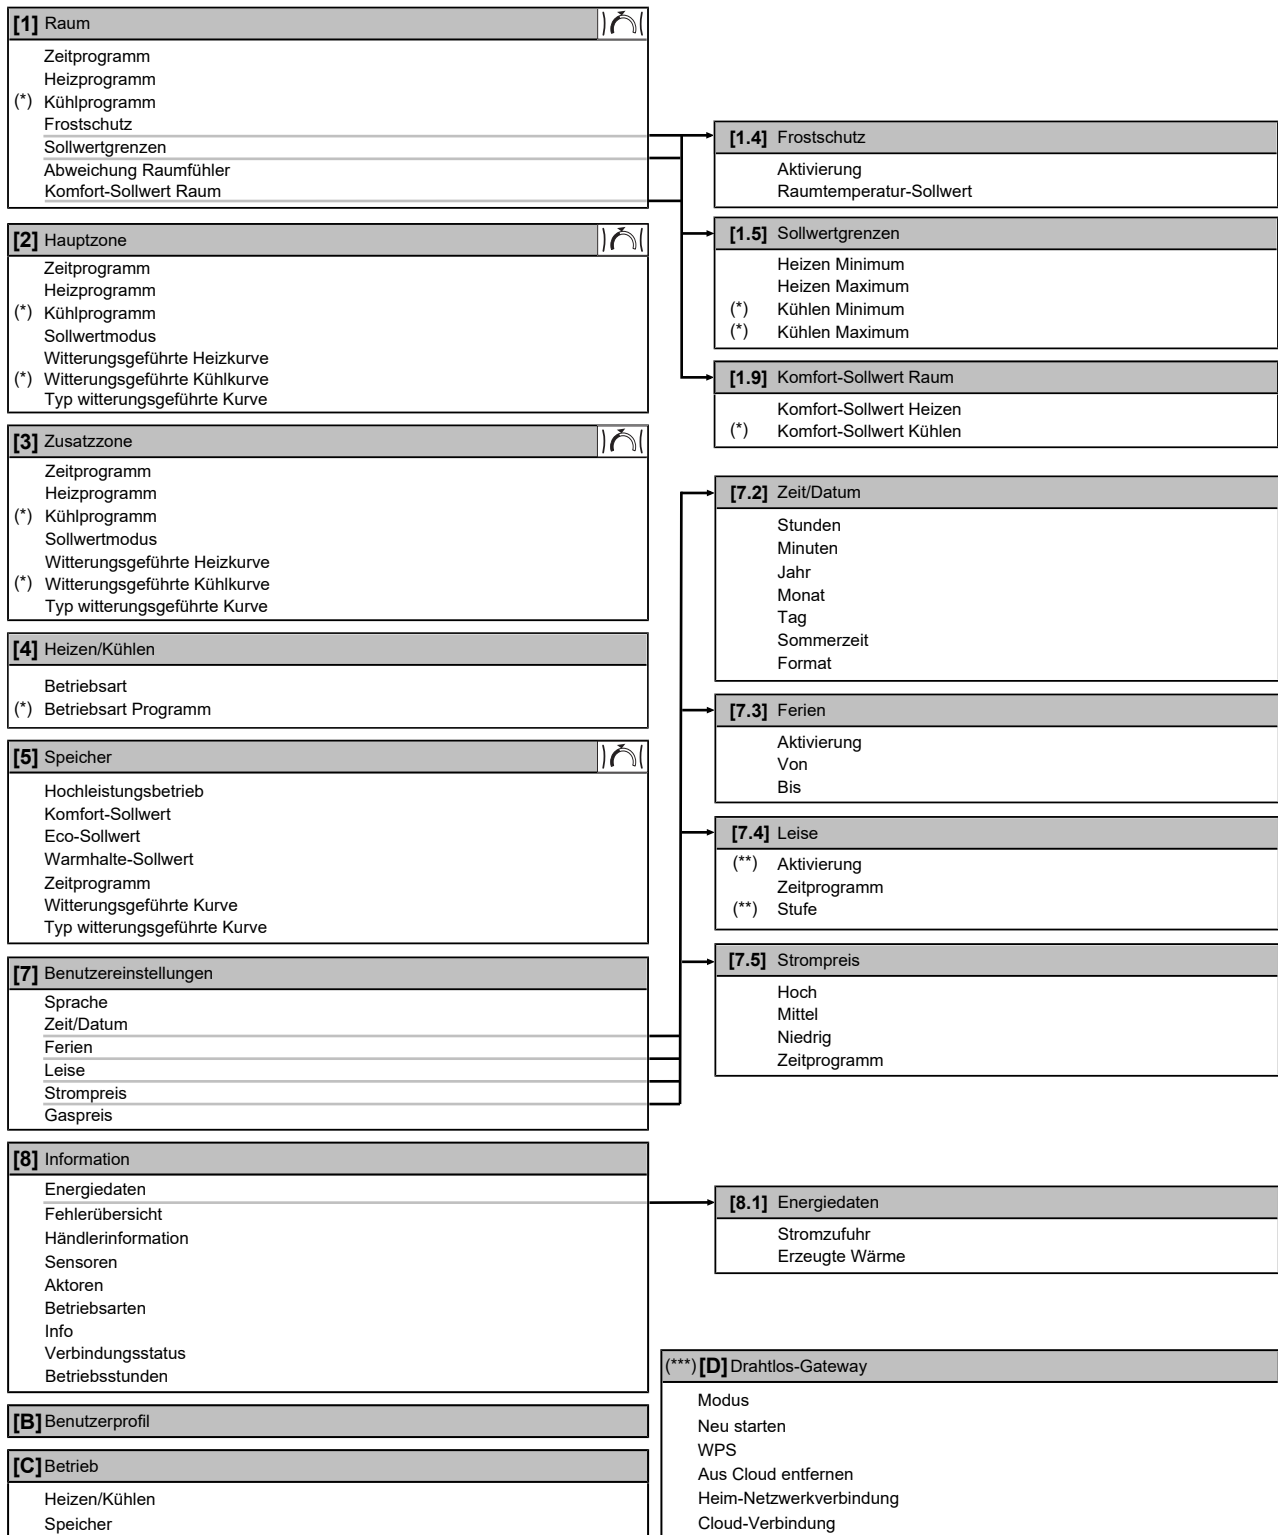 [1] Raum
Zeitprogramm
Heizprogramm
(*) Kühlprogramm
Frostschutz
Sollwertgrenzen
Abweichung Raumfühler
Komfort-Sollwert Raum
[2] Hauptzone
Zeitprogramm
Heizprogramm
(*) Kühlprogramm
Sollwertmodus
Witterungsgeführte Heizkurve
(*) Witterungsgeführte Kühlkurve
Typ witterungsgeführte Kurve
[3] Zusatzzone
Zeitprogramm
Heizprogramm
(*) Kühlprogramm
Sollwertmodus
Witterungsgeführte Heizkurve
(*) Witterungsgeführte Kühlkurve
Typ witterungsgeführte Kurve
[4] Heizen/Kühlen
Betriebsart
(*) Betriebsart Programm
[5] Speicher
Hochleistungsbetrieb
Komfort-Sollwert
Eco-Sollwert
Warmhalte-Sollwert
Zeitprogramm
Witterungsgeführte Kurve
Typ witterungsgeführte Kurve
[7] Benutzereinstellungen
Sprache
Zeit/Datum
Ferien
Leise
Strompreis
Gaspreis
[8] Information
Energiedaten
Fehlerübersicht
Händlerinformation
Sensoren
Aktoren
Betriebsarten
Info
Verbindungsstatus
Betriebsstunden
[B] Benutzerprofil
[C] Betrieb
Heizen/Kühlen
Speicher
[1.4] Frostschutz
Aktivierung
Raumtemperatur-Sollwert
[1.5] Sollwertgrenzen
Heizen Minimum
Heizen Maximum
(*) Kühlen Minimum
(*) Kühlen Maximum
[1.9] Komfort-Sollwert Raum
Komfort-Sollwert Heizen
(*) Komfort-Sollwert Kühlen
[7.2] Zeit/Datum
Stunden
Minuten
Jahr
Monat
Tag
Sommerzeit
Format
[7.3] Ferien
Aktivierung
Von
Bis
[7.4] Leise
(**) Aktivierung
Zeitprogramm
(**) Stufe
[7.5] Strompreis
Hoch
Mittel
Niedrig
Zeitprogramm
[8.1] Energiedaten
Stromzufuhr
Erzeugte Wärme
(***) [D] Drahtlos-Gateway
Modus
Neu starten
WPS
Aus Cloud entfernen
Heim-Netzwerkverbindung
Cloud-Verbindung